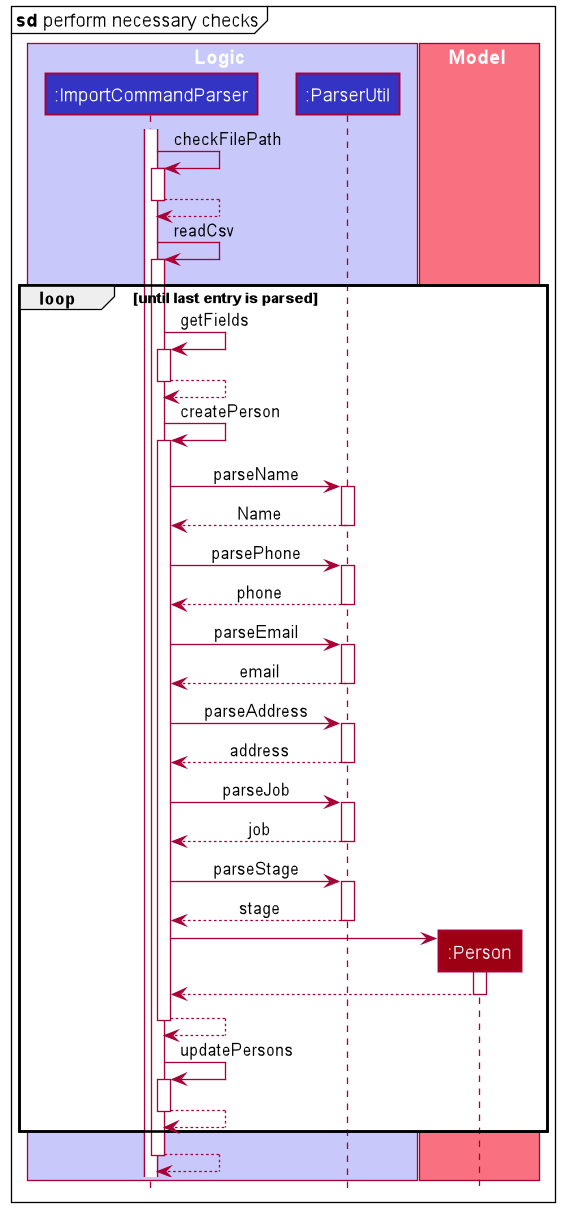 sd perform necessary checks
Logic
Model
:ImportCommandParser
:ParserUtil
checkFilePath
readCsv
loop
[until last entry is parsed]
getFields
createPerson
parseName
Name
parsePhone
phone
parseEmail
email
parseAddress
address
parseJob
job
parseStage
stage
:Person
updatePersons